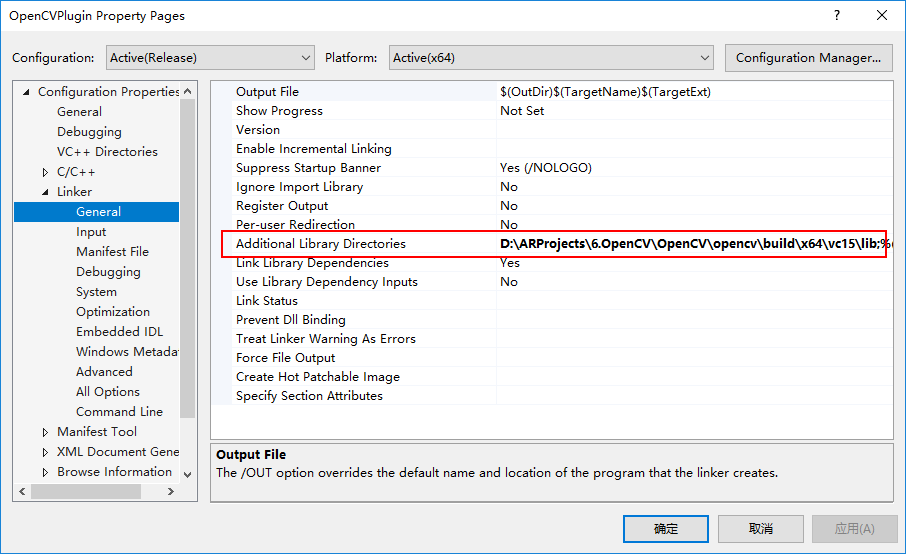 OpenCVPlugin Property Pages
Configuration: Active(Release) Platform: Active(x64) Configuration Manager...
Configuration Properties
General
Debugging
VC++ Directories
C/C++
Linker
General
Input
Manifest File
Debugging
System
Optimization
Embedded IDL
Windows Metada
Advanced
All Options
Command Line
Manifest Tool
XML Document Gene
Browse Information
Output File $(OutDir)$(TargetName)$(TargetExt)
Show Progress Not Set
Version
Enable Incremental Linking
Suppress Startup Banner Yes (/NOLOGO)
Ignore Import Library No
Register Output No
Per-user Redirection No
Additional Library Directories D:\ARProjects\6.OpenCV\OpenCV\opencv\build\x64\vc15\lib;%
Link Library Dependencies Yes
Use Library Dependency Inputs No
Link Status
Prevent Dll Binding
Treat Linker Warning As Errors
Force File Output
Create Hot Patchable Image
Specify Section Attributes
Output File
The /OUT option overrides the default name and location of the program that the linker creates.
确定 取消 应用(A)